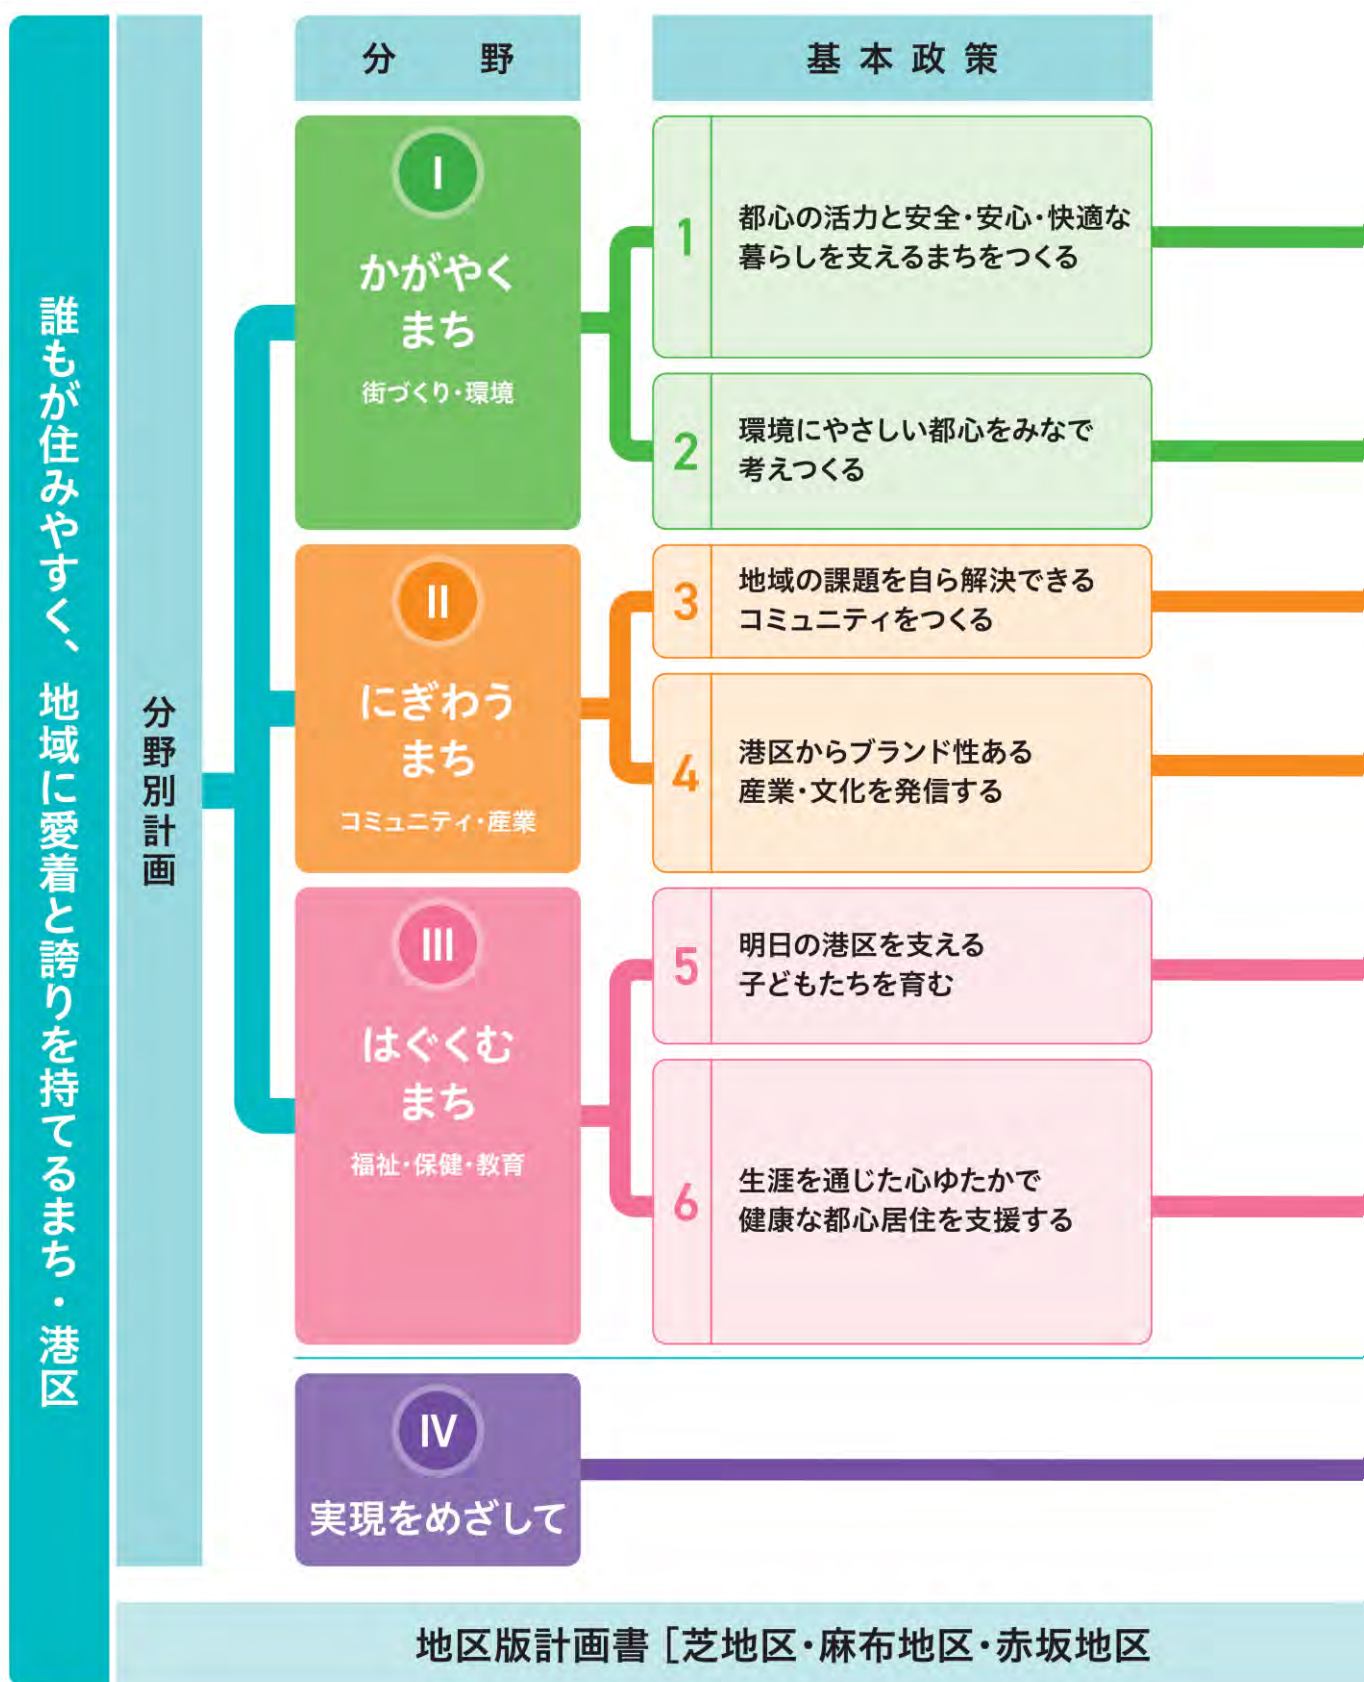 誰もが住みやすく、地域に愛着と誇りを持てるまち・港区
分野別計画
分野
基本政策
I
かがやく
まち
街づくり・環境
1
都心の活力と安全・安心・快適な
暮らしを支えるまちをつくる
2
環境にやさしい都心をみなで
考えつくる
II
にぎわう
まち
コミュニティ・産業
3
地域の課題を自ら解決できる
コミュニティをつくる
4
港区からブランド性ある
産業・文化を発信する
III
はぐくむ
まち
福祉・保健・教育
5
明日の港区を支える
子どもたちを育む
6
生涯を通じた心ゆたかで
健康な都心居住を支援する
IV
実現をめざして
地区版計画書［芝地区・麻布地区・赤坂地区